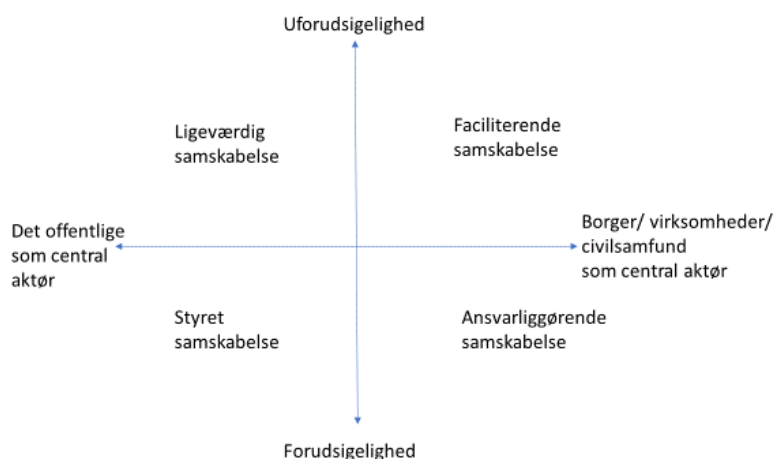 Uforudsigelighed
Ligeværdig
samskabelse
Faciliterende
samskabelse
Det offentlige
som central
aktør
Borger/ virksomheder/
civilsamfund
som central aktør
Styret
samskabelse
Ansvarliggørende
samskabelse
Forudsigelighed